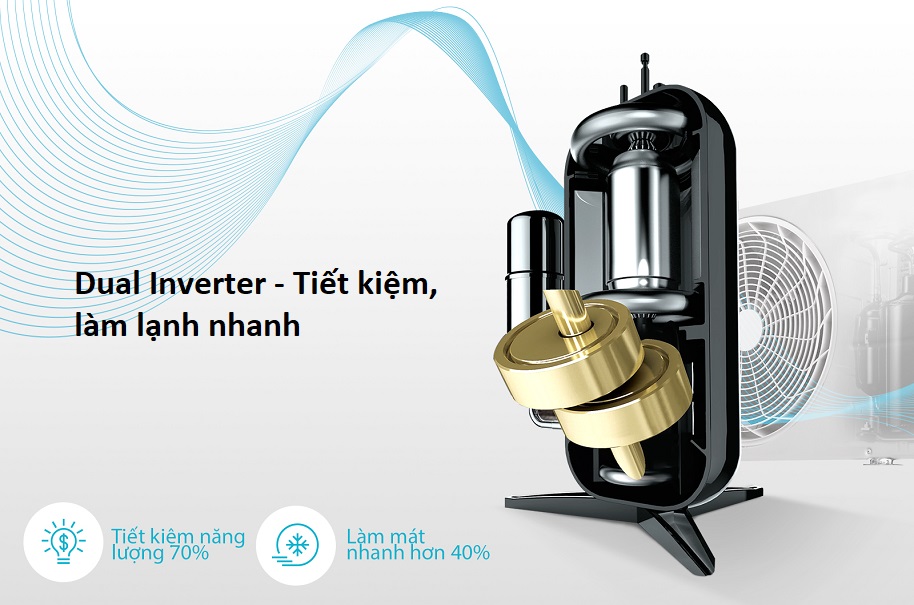 Dual Inverter - Tiết kiệm,
làm lạnh nhanh
Tiết kiệm năng
lượng 70%
Làm mát
nhanh hơn 40%